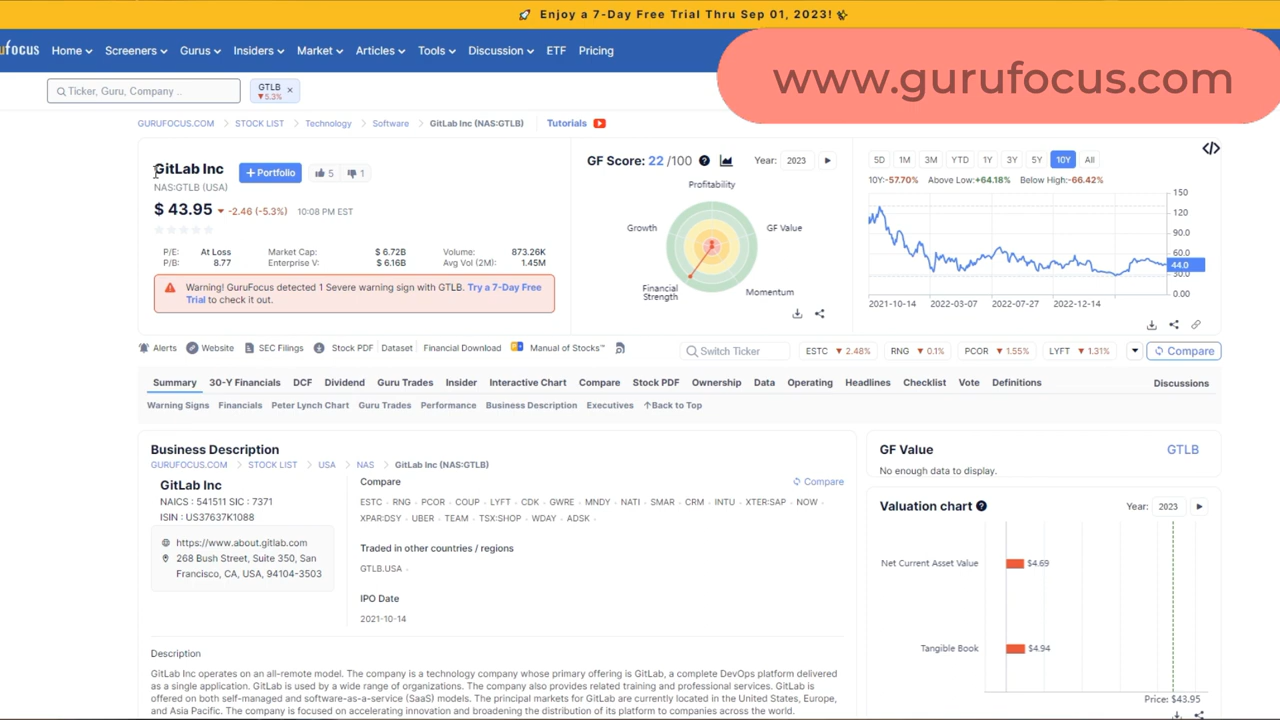 Enjoy a 7-Day Free Trial Thru Sep 01, 2023!
ufocus Home Screeners Gurus Insiders Market Articles Tools Discussion ETF Pricing
www.gurufocus.com
Ticker, Guru, Company ..
GTLB ×
▼5.3%
GURUFOCUS.COM > STOCK LIST > Technology > Software > GitLab Inc (NAS:GTLB) Tutorials
GitLab Inc + Portfolio 5 1
NAS:GTLB (USA)
$ 43.95 ▼ -2.46 (-5.3%) 10:08 PM EST
P/E: At Loss Market Cap: $ 6.72B Volume: 873.26K
P/B: 8.77 Enterprise V: $ 6.16B Avg Vol (2M): 1.45M
Warning! GuruFocus detected 1 Severe warning sign with GTLB. Try a 7-Day Free
Trial to check it out.
GF Score: 22 /100 ? Year: 2023
Profitability
Growth GF Value
Financial
Strength Momentum
5D 1M 3M YTD 1Y 3Y 5Y 10Y All
10Y:-57.70% Above Low:+64.18% Below High:-66.42%
150
120
90.0
60.0
44.0
30.0
0.00
2021-10-14 2022-03-07 2022-07-27 2022-12-14
Alerts Website SEC Filings Stock PDF Dataset Financial Download Manual of Stocks™
Switch Ticker ESTC ▼ 2.48% RNG ▼ 0.1% PCOR ▼ 1.55% LYFT ▼ 1.31% Compare
Summary 30-Y Financials DCF Dividend Guru Trades Insider Interactive Chart Compare Stock PDF Ownership Data Operating Headlines Checklist Vote Definitions Discussions
Warning Signs Financials Peter Lynch Chart Guru Trades Performance Business Description Executives ↑Back to Top
Business Description
GURUFOCUS.COM > STOCK LIST > USA > NAS > GitLab Inc (NAS:GTLB)
GitLab Inc
NAICS : 541511 SIC : 7371
ISIN : US37637K1088
https://www.about.gitlab.com
268 Bush Street, Suite 350, San
Francisco, CA, USA, 94104-3503
Compare Compare
ESTC · RNG · PCOR · COUP · LYFT · CDK · GWRE · MNDY · NATI · SMAR · CRM · INTU · XTER:SAP · NOW ·
XPAR:DSY · UBER · TEAM · TSX:SHOP · WDAY · ADSK ·
Traded in other countries / regions
GTLB.USA ·
IPO Date
2021-10-14
Description
GitLab Inc operates on an all-remote model. The company is a technology company whose primary offering is GitLab, a complete DevOps platform delivered
as a single application. GitLab is used by a wide range of organizations. The company also provides related training and professional services. GitLab is
offered on both self-managed and software-as-a-service (SaaS) models. The principal markets for GitLab are currently located in the United States, Europe,
and Asia Pacific. The company is focused on accelerating innovation and broadening the distribution of its platform to companies across the world.
GF Value GTLB
No enough data to display.
Valuation chart ? Year: 2023
Net Current Asset Value $4.69
Tangible Book $4.94
Price: $43.95